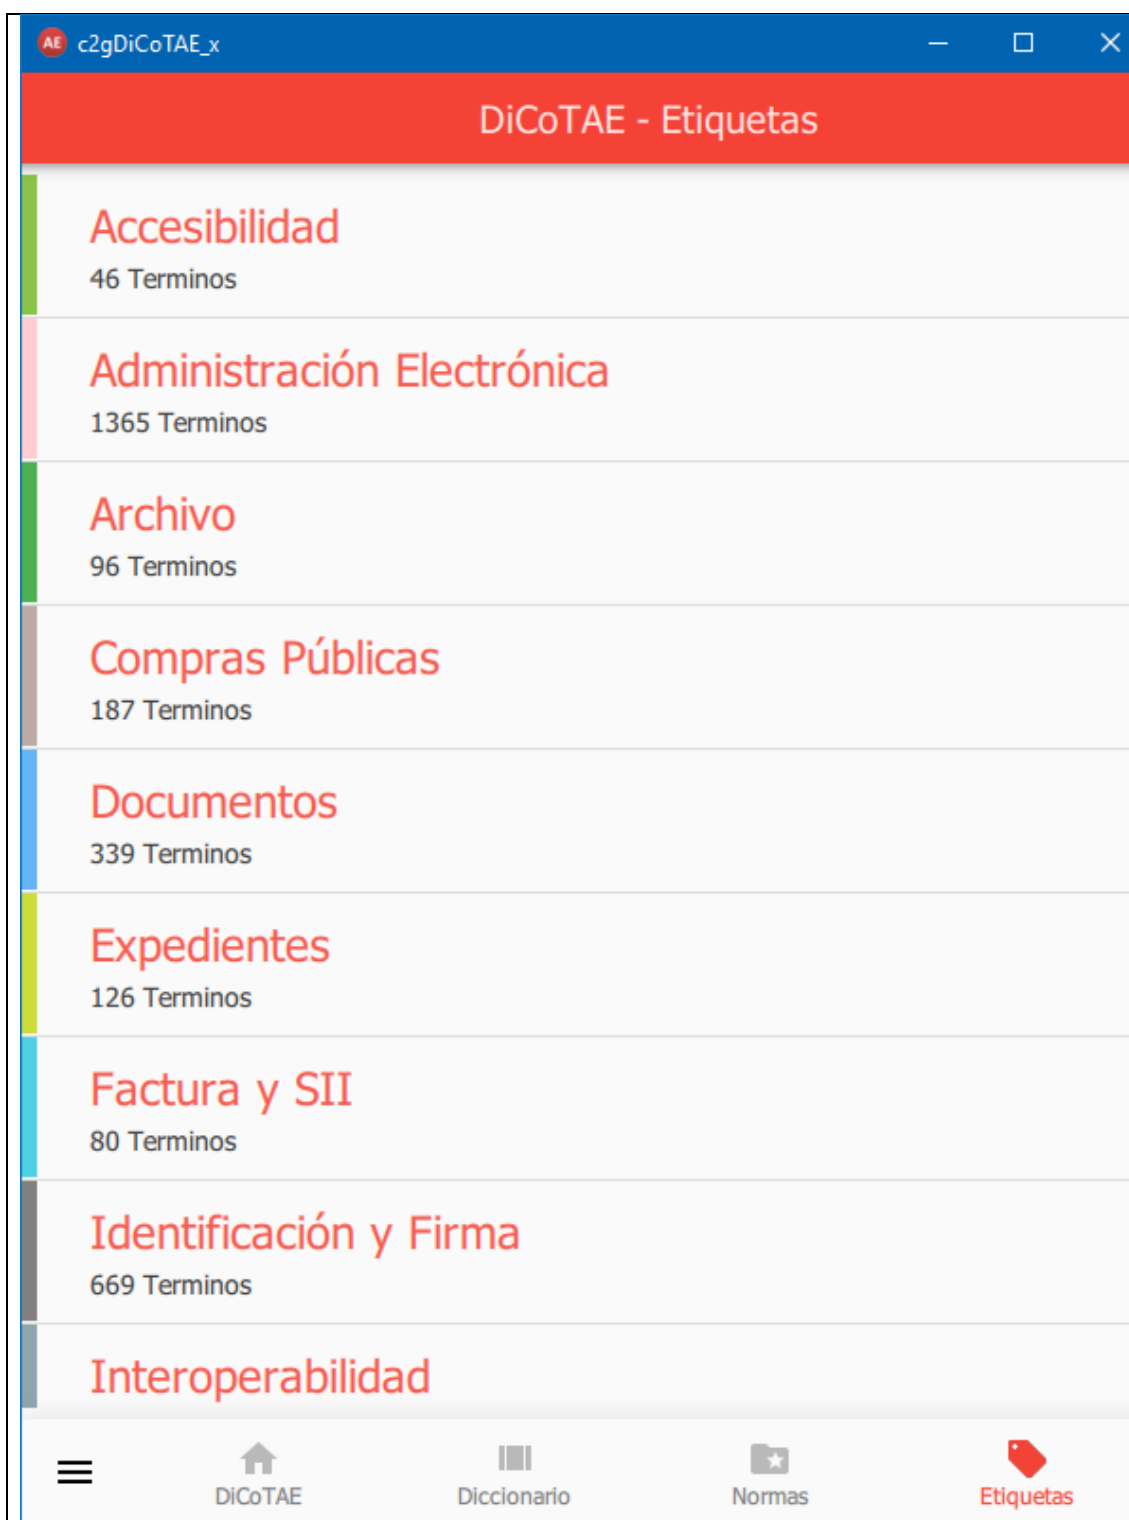 AE c2gDiCoTAE_x
DiCoTAE - Etiquetas
Accesibilidad
46 Terminos
Administración Electrónica
1365 Terminos
Archivo
96 Terminos
Compras Públicas
187 Terminos
Documentos
339 Terminos
Expedientes
126 Terminos
Factura y SII
80 Terminos
Identificación y Firma
669 Terminos
Interoperabilidad
DiCoTAE Diccionario Normas Etiquetas